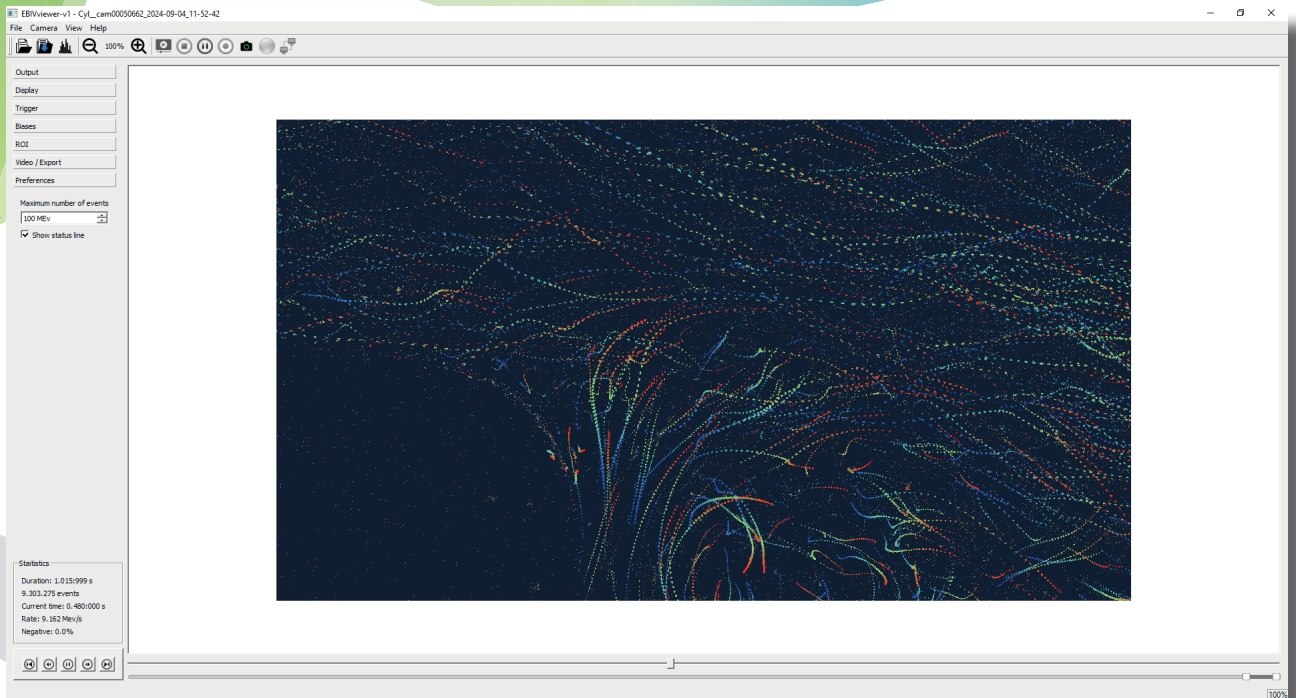 EBIVviewer-v1 - Cyl__cam00050662_2024-09-04_11-52-42
File Camera View Help
100%
Output
Display
Trigger
Biases
ROI
Video / Export
Preferences
Maximum number of events
100 MEv
Show status line
Statistics
Duration: 1.015:999 s
9.303.275 events
Current time: 0.480:000 s
Rate: 9.162 Mev/s
Negative: 0.0%
100%